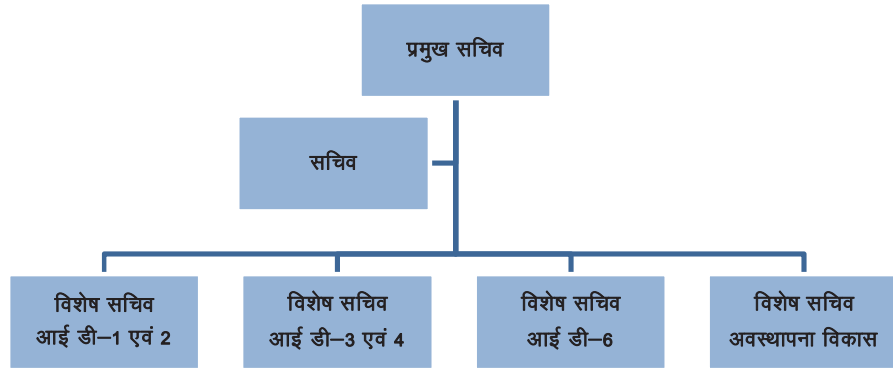 प्रमुख सचिव
सचिव
विशेष सचिव
आई डी–1 एवं 2
विशेष सचिव
आई डी–3 एवं 4
विशेष सचिव
आई डी–6
विशेष सचिव
अवस्थापना विकास